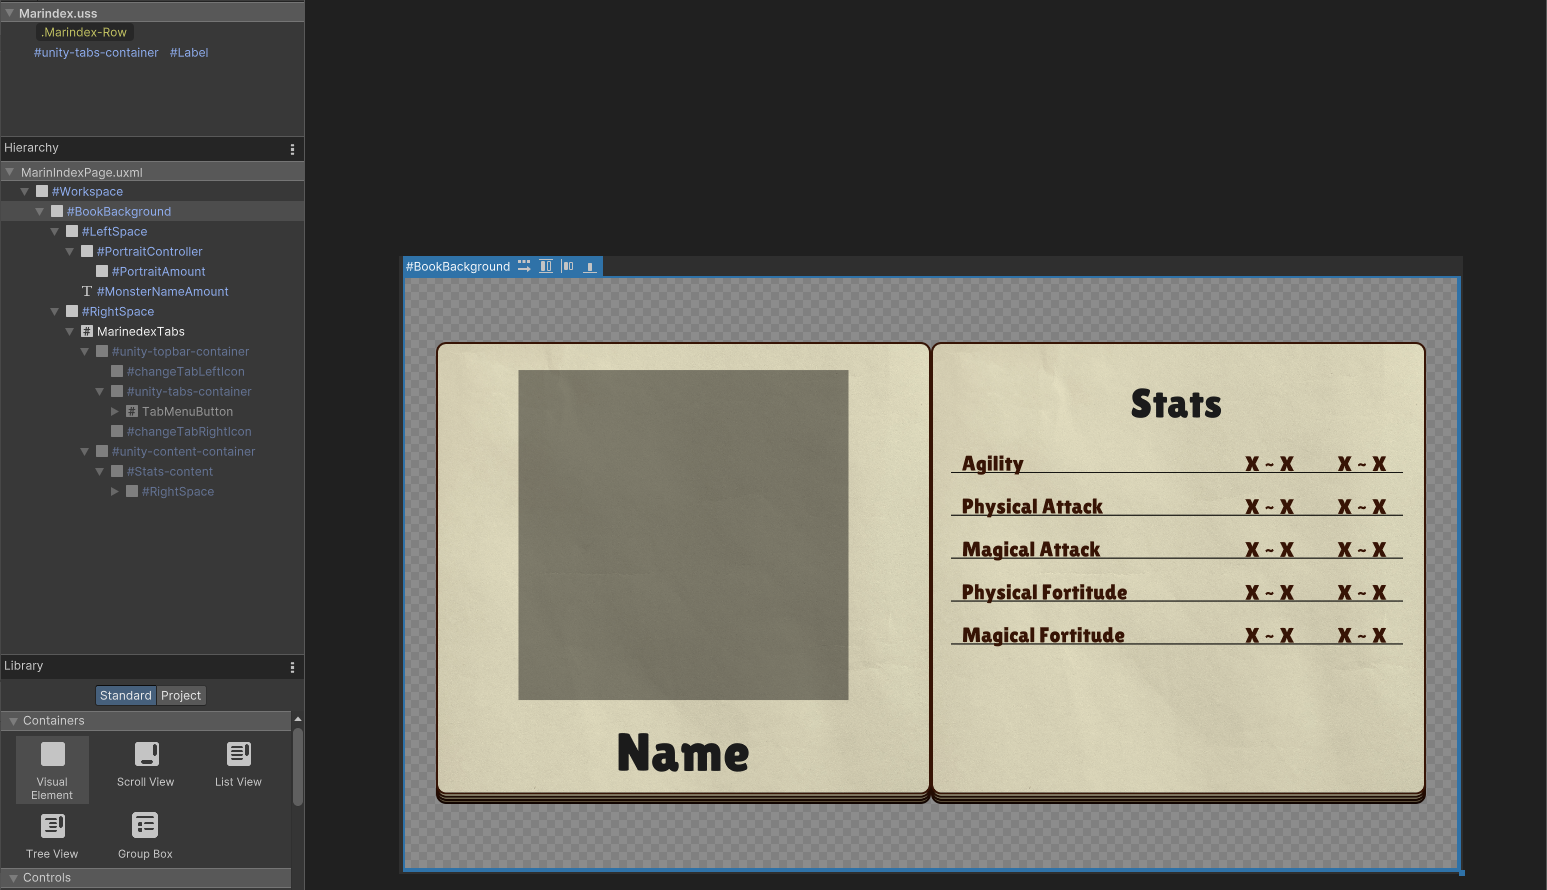 Marindex.uss
.Marindex-Row
#unity-tabs-container #Label
Hierarchy
MarinIndexPage.uxml
#Workspace
#BookBackground
#LeftSpace
#PortraitController
#PortraitAmount
T #MonsterNameAmount
#RightSpace
# MarinedexTabs
#unity-topbar-container
#changeTabLeftIcon
#unity-tabs-container
# TabMenuButton
#changeTabRightIcon
#unity-content-container
#Stats-content
#RightSpace
Library
Standard Project
Containers
Visual Element
Scroll View
List View
Tree View
Group Box
Controls
#BookBackground
Name
Stats
Agility X ~ X X ~ X
Physical Attack X ~ X X ~ X
Magical Attack X ~ X X ~ X
Physical Fortitude X ~ X X ~ X
Magical Fortitude X ~ X X ~ X